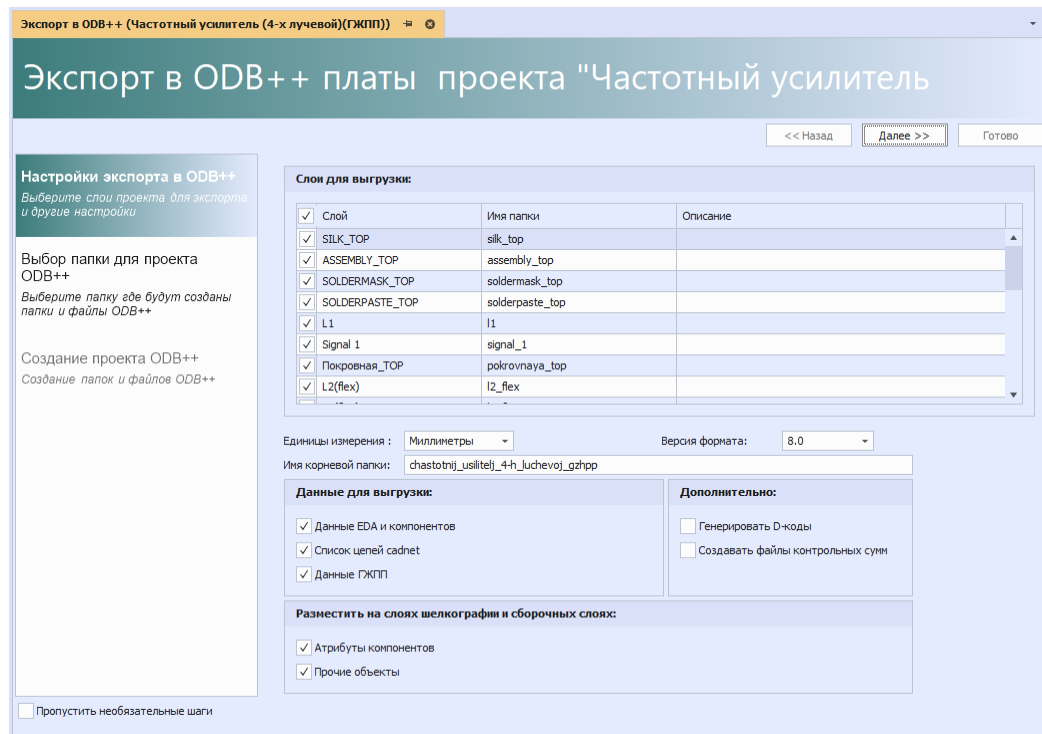 Экспорт в ODB++ (Частотный усилитель (4-х лучевой)(ГЖПП))
Экспорт в ODB++ платы проекта "Частотный усилитель
<< Назад
Далее >>
Готово
Настройки экспорта в ODB++
Выберите слои проекта для экспорта
и другие настройки
Выбор папки для проекта
ODB++
Выберите папку где будут созданы
папки и файлы ODB++
Создание проекта ODB++
Создание папок и файлов ODB++
Пропустить необязательные шаги
Слои для выгрузки:
Слой Имя папки Описание
SILK_TOP silk_top
ASSEMBLY_TOP assembly_top
SOLDERMASK_TOP soldermask_top
SOLDERPASTE_TOP solderpaste_top
L1 l1
Signal 1 signal_1
Покровная_TOP pokrovnaya_top
L2(flex) l2_flex
Единицы измерения : Миллиметры Версия формата: 8.0
Имя корневой папки: chastotnij_usilitelj_4-h_luchevoj_gzhpp
Данные для выгрузки:
Данные EDA и компонентов
Список цепей cadnet
Данные ГЖПП
Дополнительно:
Генерировать D-коды
Создавать файлы контрольных сумм
Разместить на слоях шелкографии и сборочных слоях:
Атрибуты компонентов
Прочие объекты